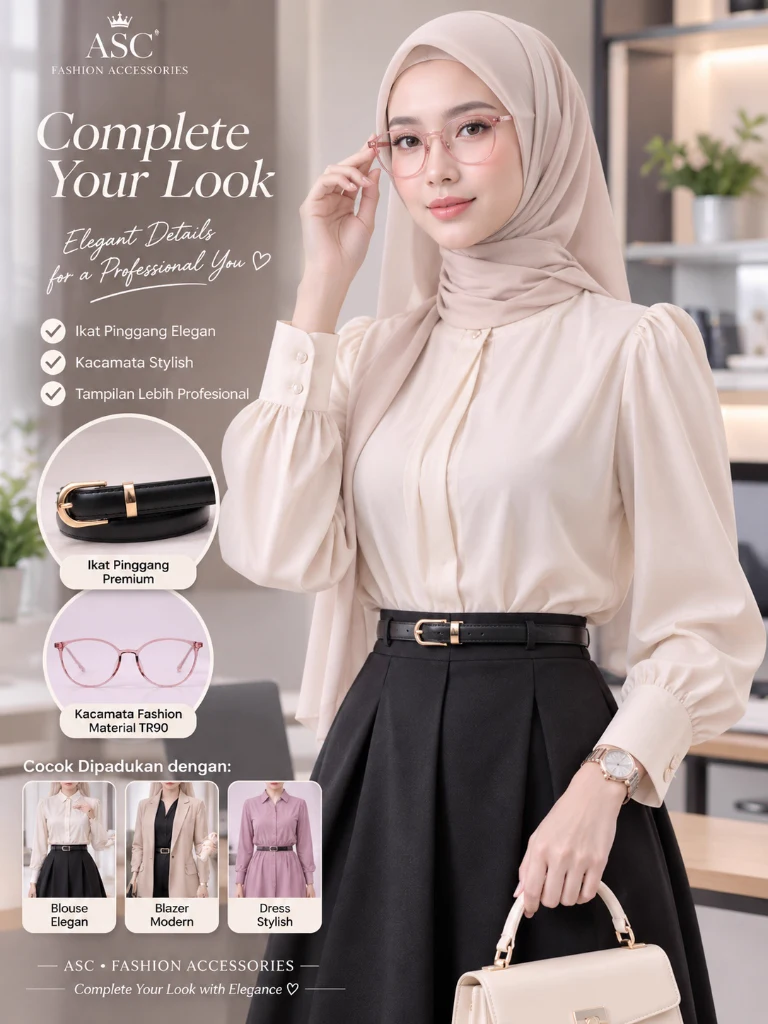 ASC
FASHION ACCESSORIES
Complete
Your Look
Elegant Details
for a Professional You ♡
Ikat Pinggang Elegan
Kacamata Stylish
Tampilan Lebih Profesional
Ikat Pinggang
Premium
Kacamata Fashion
Material TR90
Cocok Dipadukan dengan:
Blouse
Elegan
Blazer
Modern
Dress
Stylish
ASC • FASHION ACCESSORIES
Complete Your Look with Elegance ♡